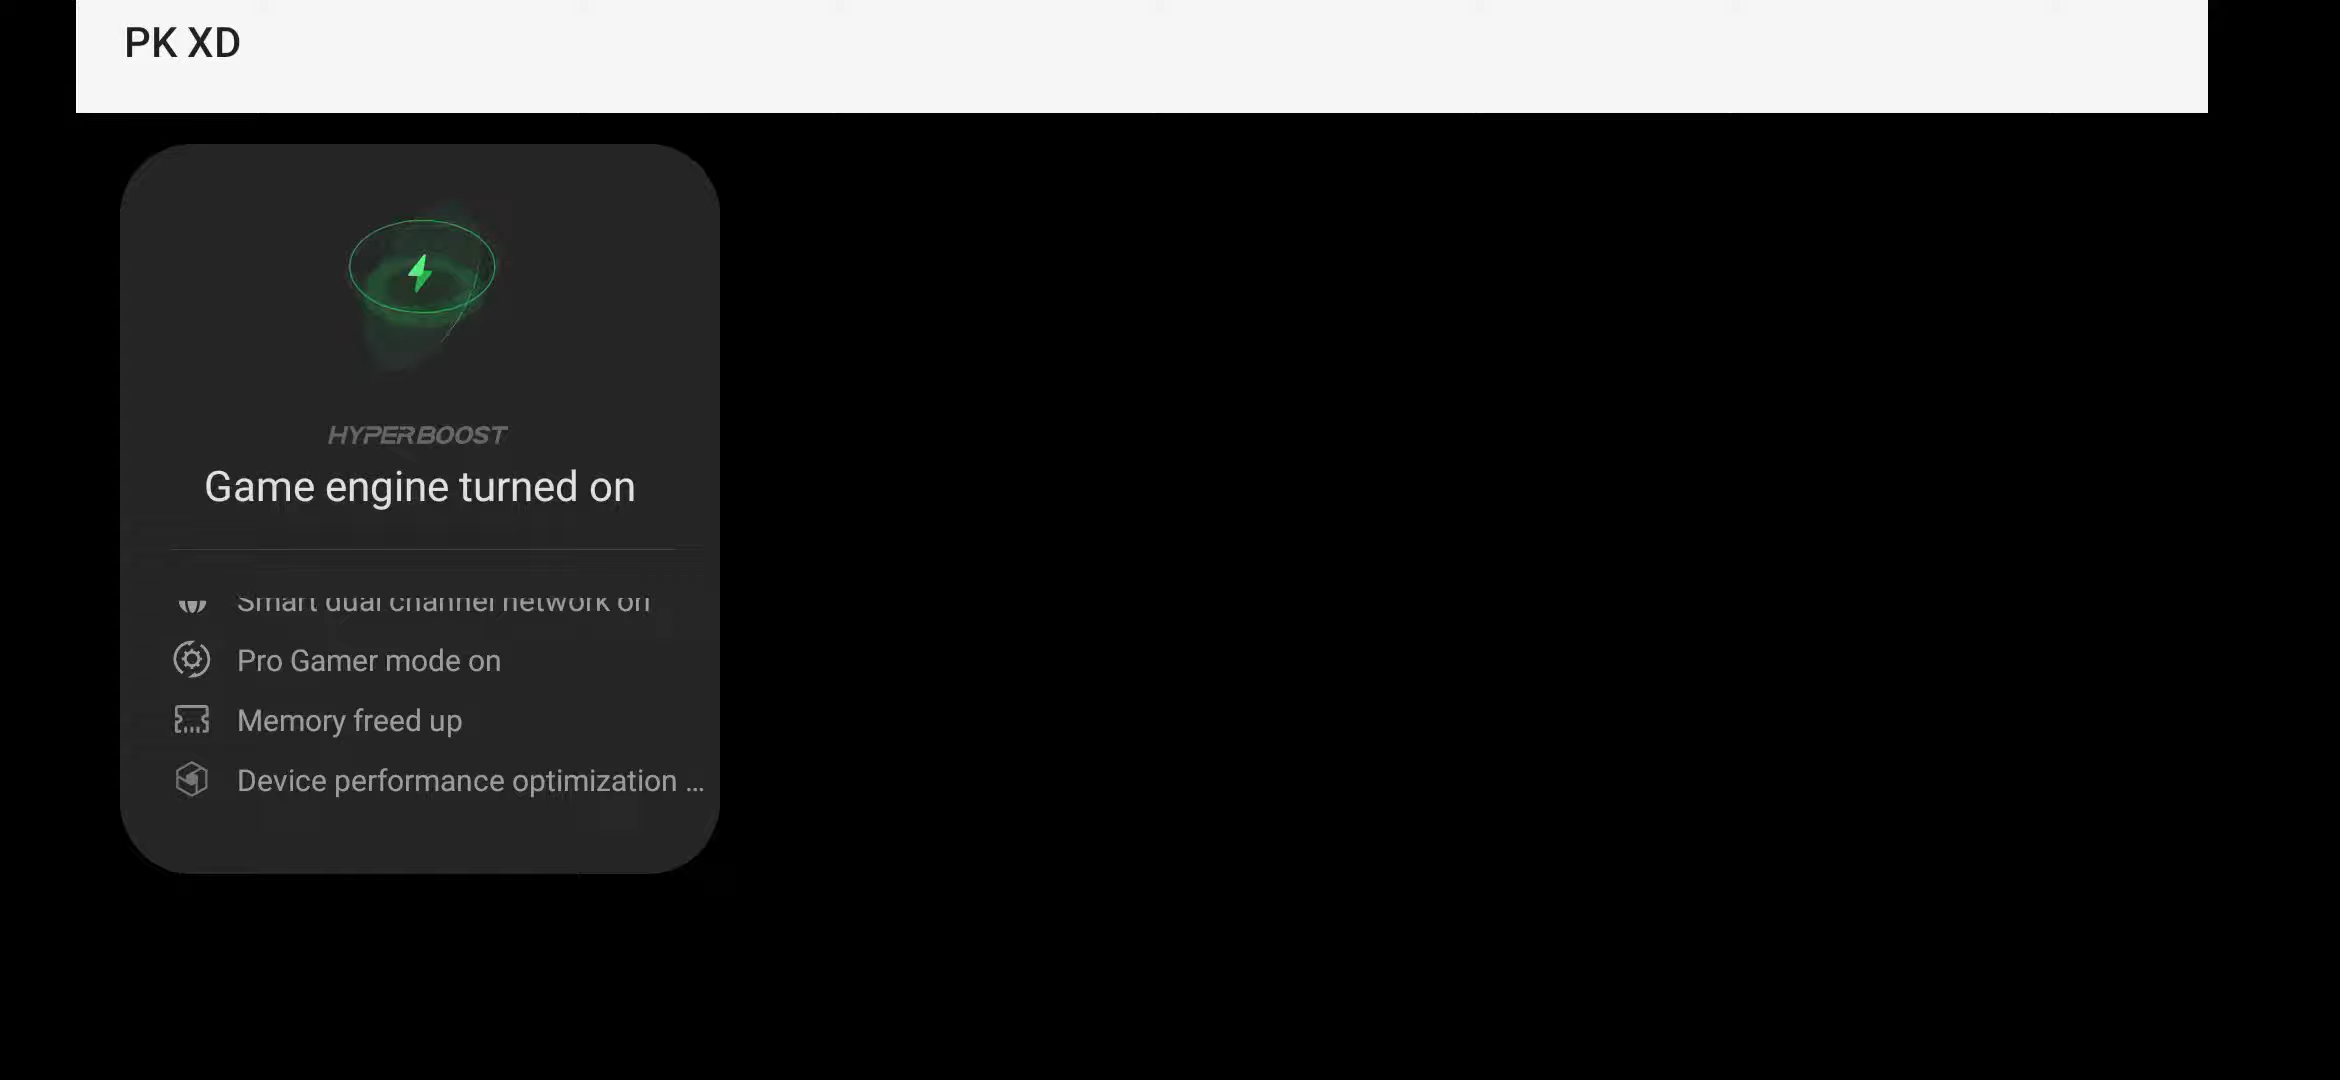 PK XD
HYPERBOOST
Game engine turned on
Smart dual channel network on
Pro Gamer mode on
Memory freed up
Device performance optimization ...